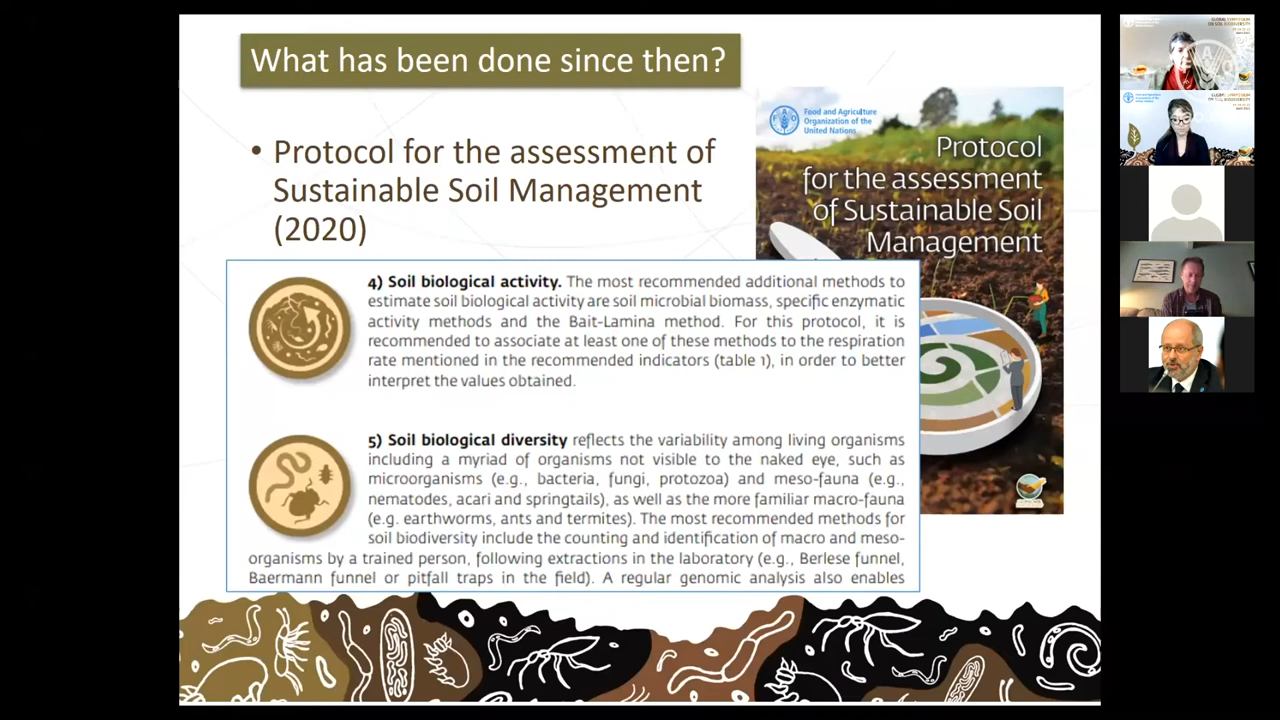 What has been done since then?
• Protocol for the assessment of
Sustainable Soil Management
(2020)
Food and Agriculture
Organization of the
United Nations
Protocol
for the assessment
of Sustainable Soil
Management
4) Soil biological activity. The most recommended additional methods to
estimate soil biological activity are soil microbial biomass, specific enzymatic
activity methods and the Bait-Lamina method. For this protocol, it is
recommended to associate at least one of these methods to the respiration
rate mentioned in the recommended indicators (table 1), in order to better
interpret the values obtained.
5) Soil biological diversity reflects the variability among living organisms
including a myriad of organisms not visible to the naked eye, such as
microorganisms (e.g., bacteria, fungi, protozoa) and meso-fauna (e.g.,
nematodes, acari and springtails), as well as the more familiar macro-fauna
(e.g. earthworms, ants and termites). The most recommended methods for
soil biodiversity include the counting and identification of macro and meso-
organisms by a trained person, following extractions in the laboratory (e.g., Berlese funnel,
Baermann funnel or pitfall traps in the field). A regular genomic analysis also enables